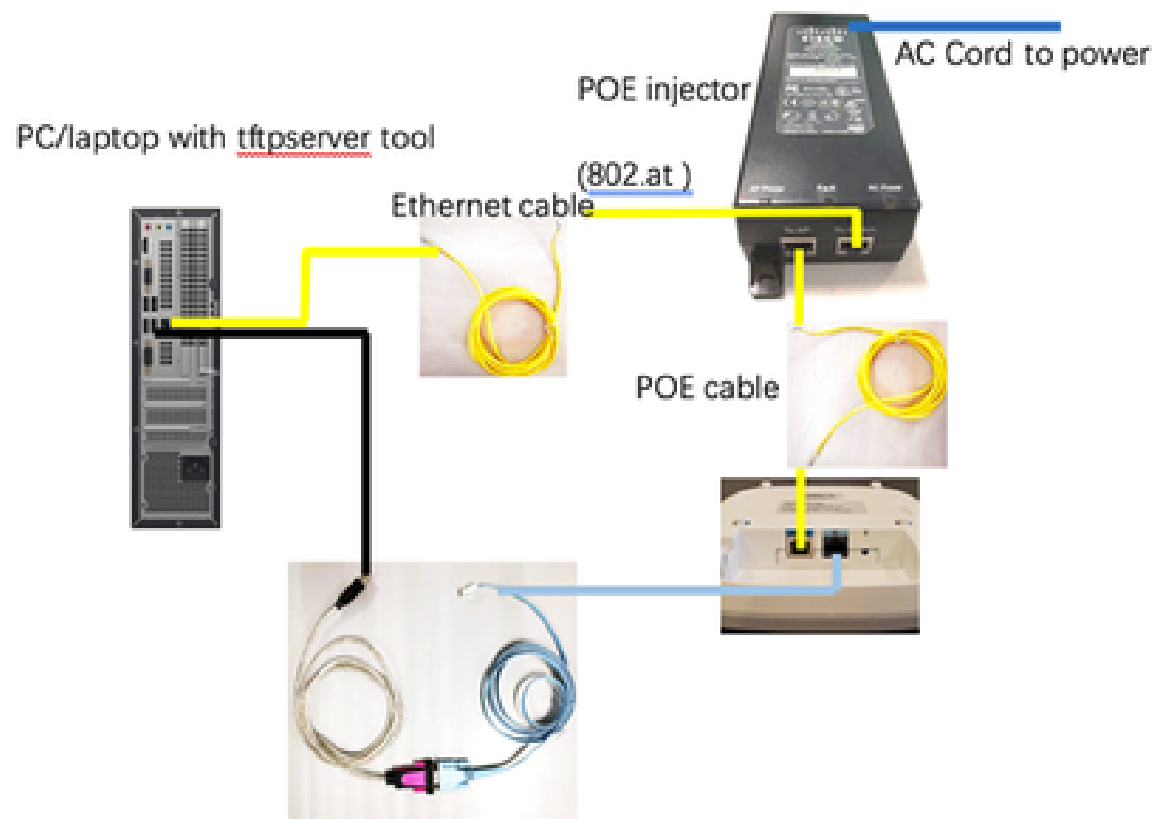 AC Cord to power
POE injector
PC/laptop with tftpserver tool
(802.at )
Ethernet cable
POE cable